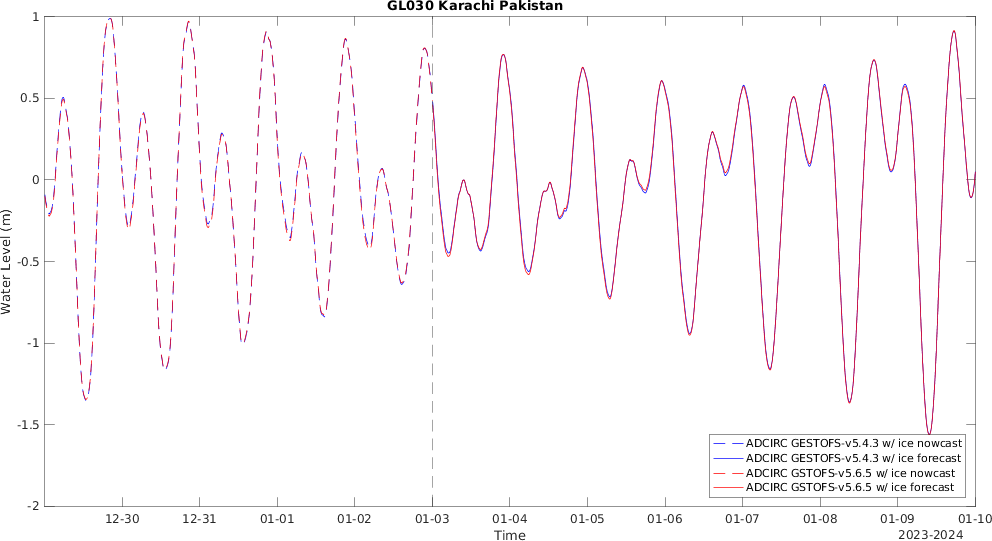 GL030 Karachi Pakistan
1
0.5
0
-0.5
-1
-1.5
-2
Water Level (m)
ADCIRC GESTOFS-v5.4.3 w/ ice nowcast
ADCIRC GESTOFS-v5.4.3 w/ ice forecast
ADCIRC GSTOFS-v5.6.5 w/ ice nowcast
ADCIRC GSTOFS-v5.6.5 w/ ice forecast
12-30 12-31 01-01 01-02 01-03 01-04 01-05 01-06 01-07 01-08 01-09 01-10
Time
2023-2024